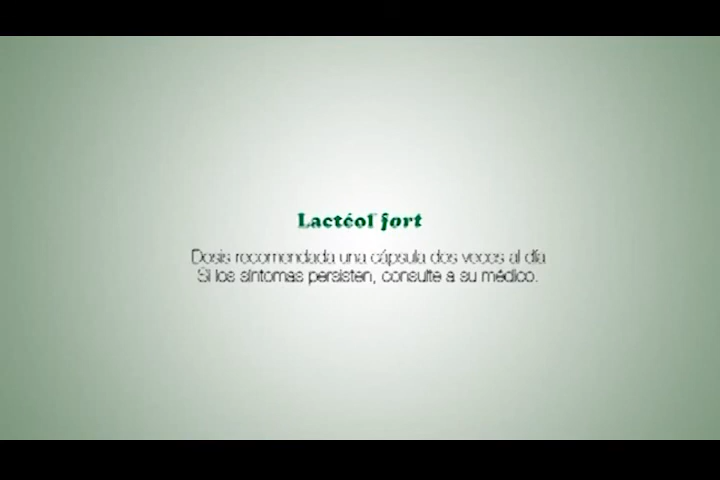 Lactéol fort
Dosis recomendada una cápsula dos veces al día
Si los síntomas persisten, consulte a su médico.